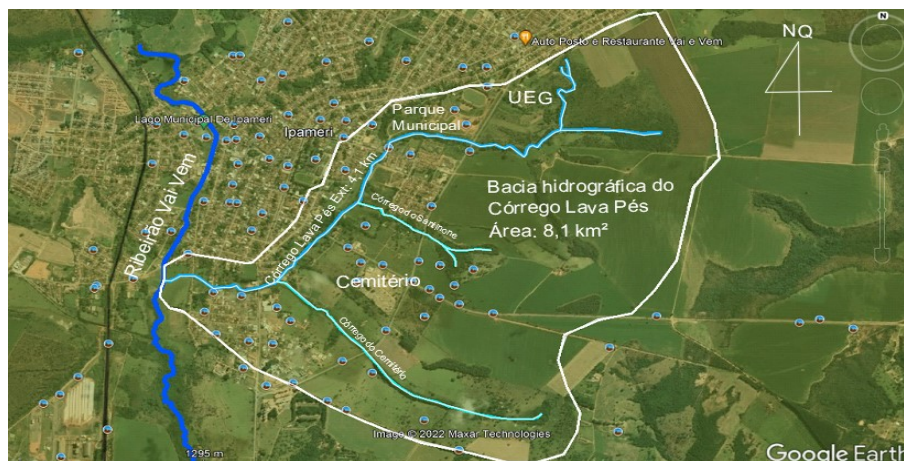 N
NQ
Auto Posto e Restaurante Vai e Vem
UEG
Parque
Municipal
Lago Municipal De Ipameri
Ipameri
Ribeirão Vai Vem
Córrego Lava Pés Ext: 4,1 km
Bacia hidrográfica do
Córrego Lava Pés
Área: 8,1 km²
Córrego do
Cemitério
Córrego do Cemitério
Image © 2022 Maxar Technologies
1295 m
Google Earth